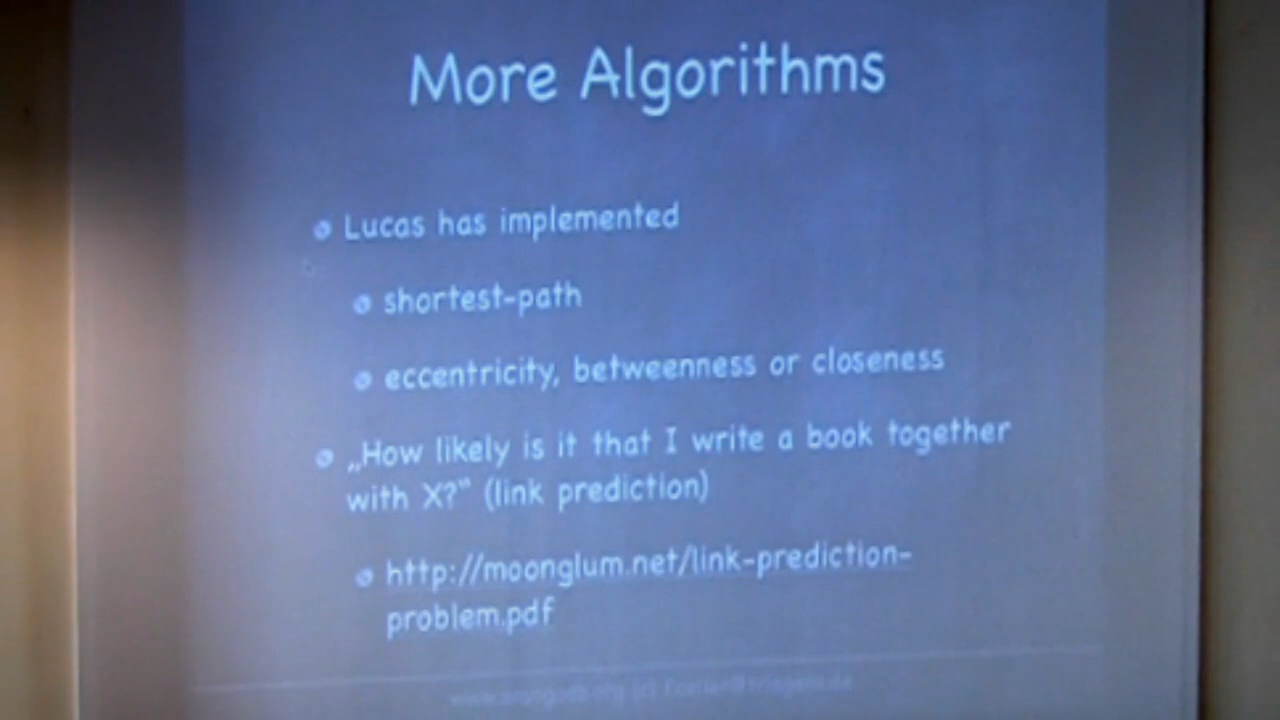 More Algorithms
Lucas has implemented
shortest-path
eccentricity, betweenness or closeness
„How likely is it that I write a book together
with X?“ (link prediction)
http://moonglum.net/link-prediction-
problem.pdf
(c)